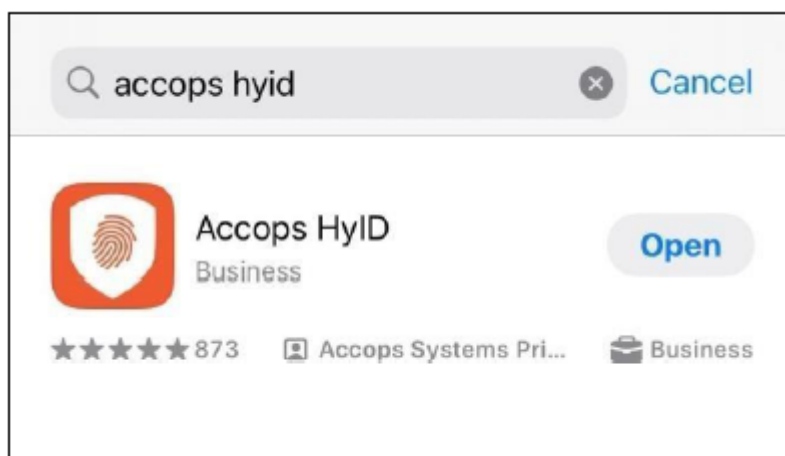 accops hyid Cancel
Accops HyID Open
Business
873 Accops Systems Pri... Business